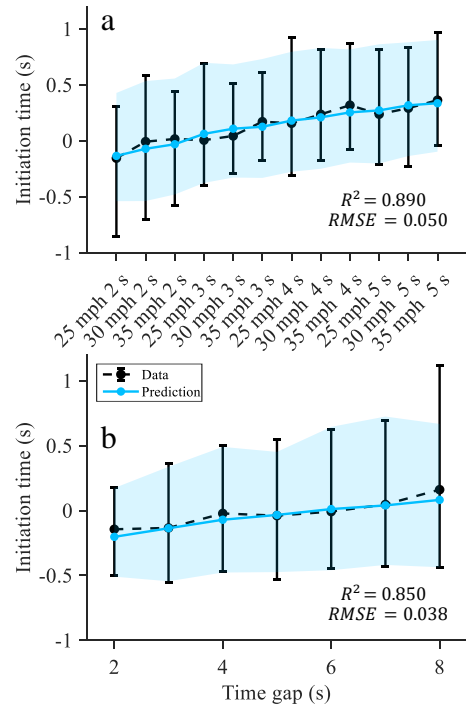 a
1
0.5
0
-0.5
-1
Initiation time (s)
R² = 0.890
RMSE = 0.050
25 mph 2 s
30 mph 2 s
35 mph 2 s
25 mph 3 s
30 mph 3 s
35 mph 3 s
25 mph 4 s
30 mph 4 s
35 mph 4 s
25 mph 5 s
30 mph 5 s
35 mph 5 s
b
Data
Prediction
1
0.5
0
-0.5
-1
Initiation time (s)
R² = 0.850
RMSE = 0.038
2 4 6 8
Time gap (s)